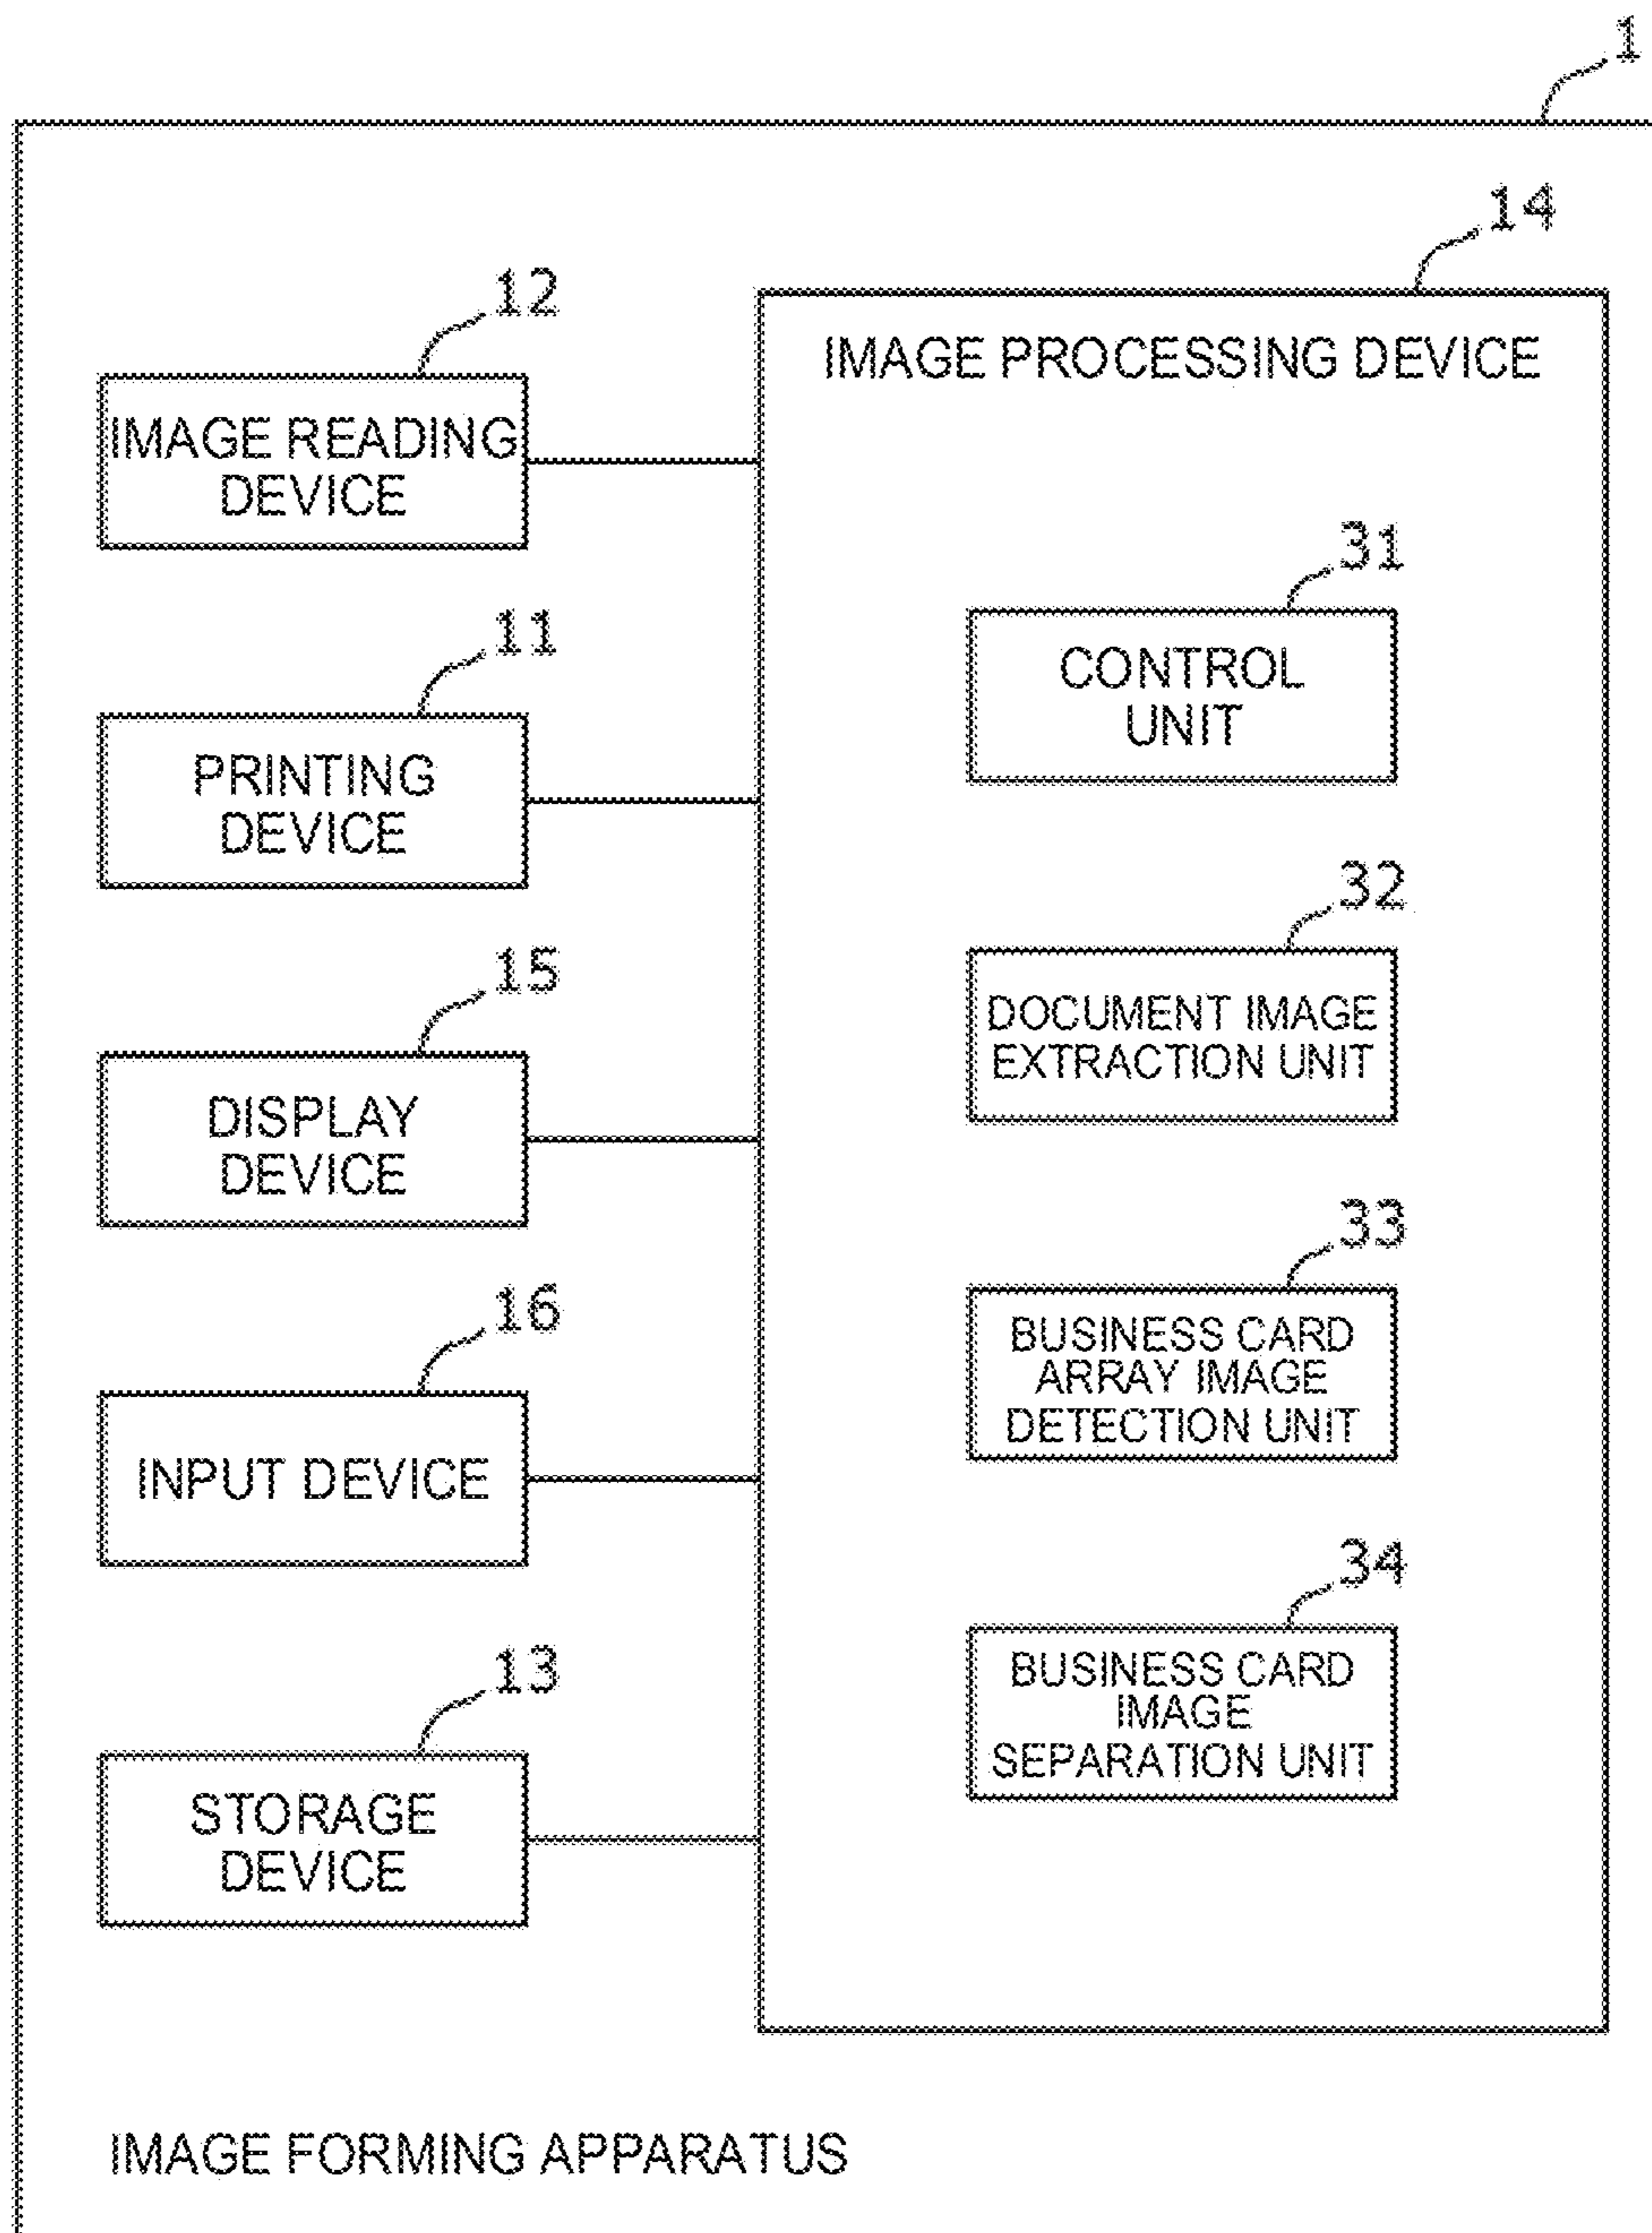 1
14
IMAGE PROCESSING DEVICE
12
IMAGE READING
DEVICE
11
PRINTING
DEVICE
15
DISPLAY
DEVICE
16
INPUT DEVICE
13
STORAGE
DEVICE
31
CONTROL
UNIT
32
DOCUMENT IMAGE
EXTRACTION UNIT
33
BUSINESS CARD
ARRAY IMAGE
DETECTION UNIT
34
BUSINESS CARD
IMAGE
SEPARATION UNIT
IMAGE FORMING APPARATUS